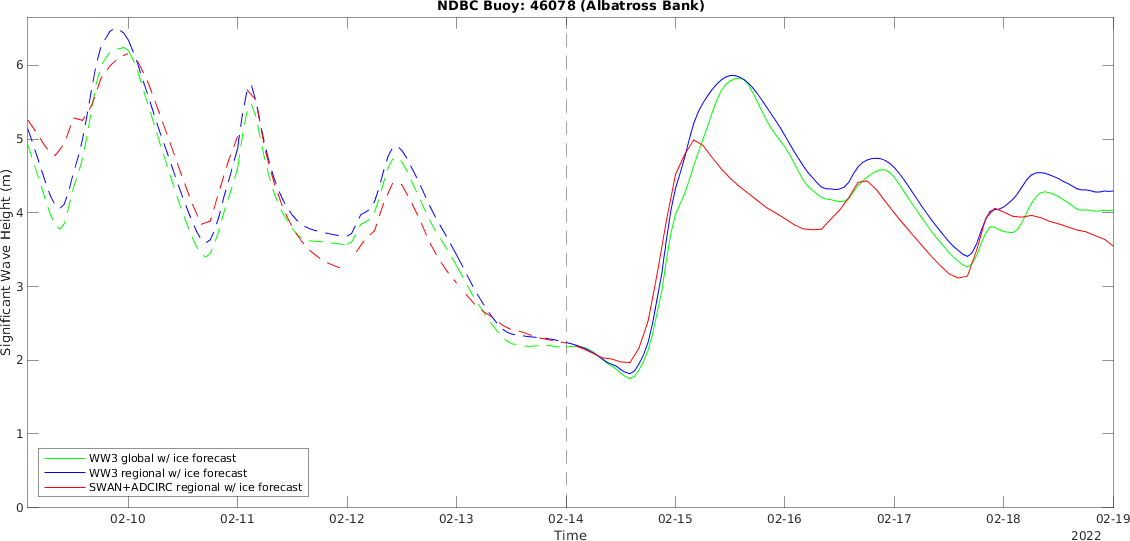 NDBC Buoy: 46078 (Albatross Bank)
Significant Wave Height (m)
6
5
4
3
2
1
0
WW3 global w/ ice forecast
WW3 regional w/ ice forecast
SWAN+ADCIRC regional w/ ice forecast
02-10 02-11 02-12 02-13 02-14 02-15 02-16 02-17 02-18 02-19
Time
2022